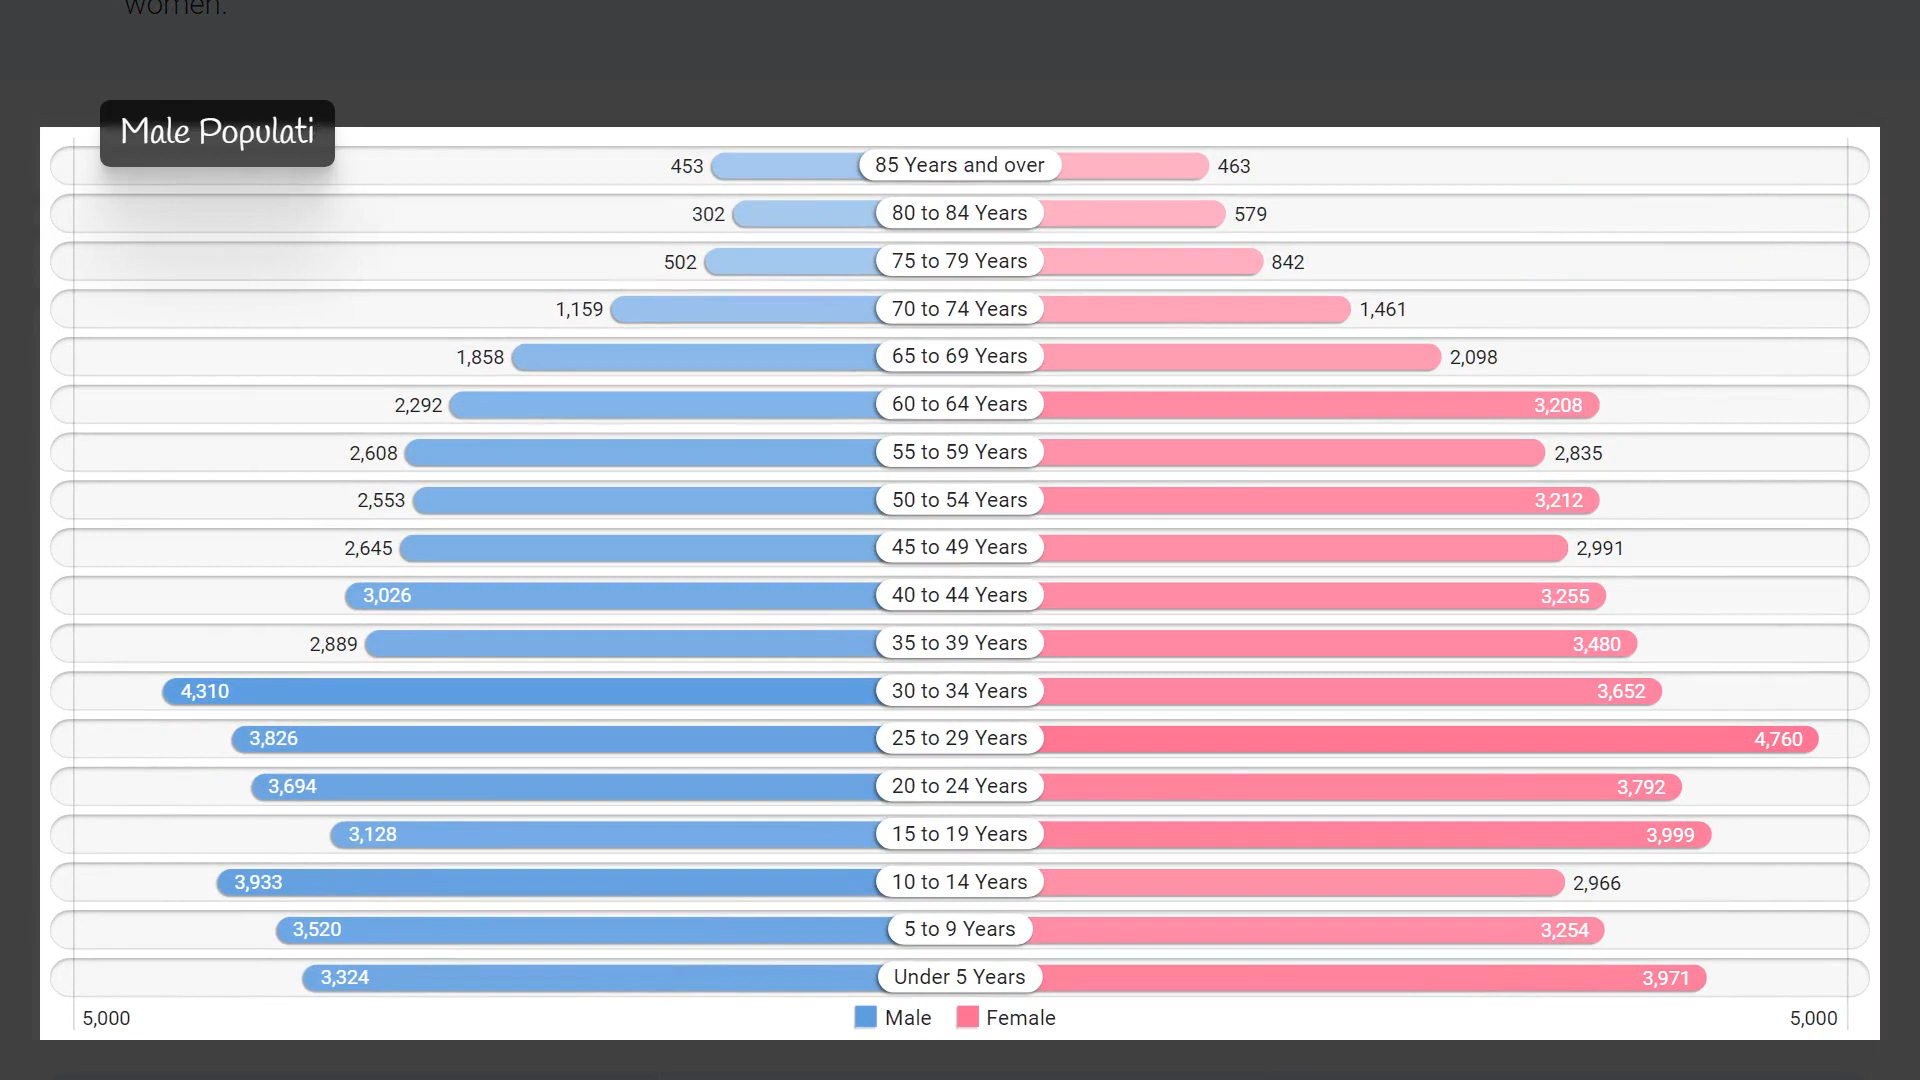 women.
Male Populati
453 85 Years and over 463
302 80 to 84 Years 579
502 75 to 79 Years 842
1,159 70 to 74 Years 1,461
1,858 65 to 69 Years 2,098
2,292 60 to 64 Years 3,208
2,608 55 to 59 Years 2,835
2,553 50 to 54 Years 3,212
2,645 45 to 49 Years 2,991
3,026 40 to 44 Years 3,255
2,889 35 to 39 Years 3,480
4,310 30 to 34 Years 3,652
3,826 25 to 29 Years 4,760
3,694 20 to 24 Years 3,792
3,128 15 to 19 Years 3,999
3,933 10 to 14 Years 2,966
3,520 5 to 9 Years 3,254
3,324 Under 5 Years 3,971
5,000 Male Female 5,000